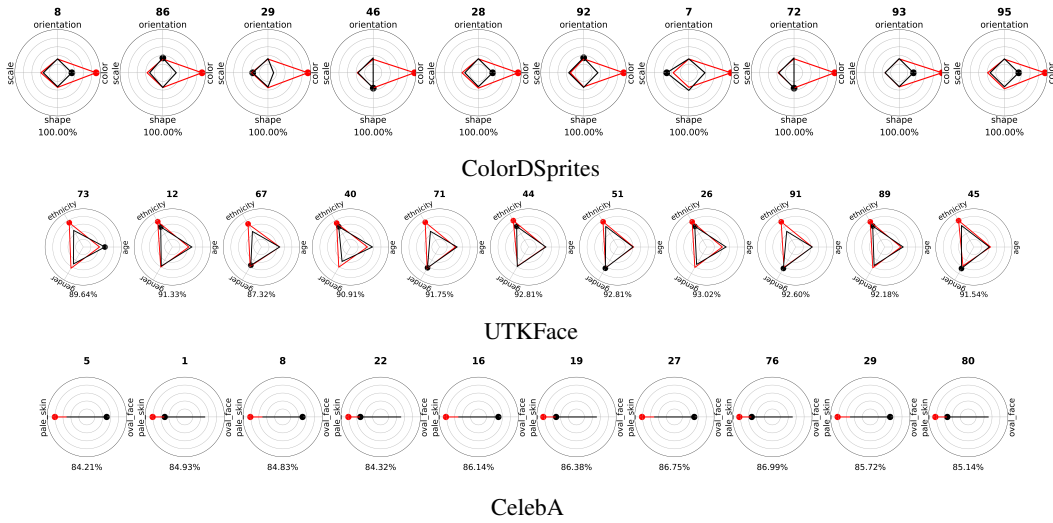 8 86 29 46 28 92 7 72 93 95
orientation orientation orientation orientation orientation orientation orientation orientation orientation orientation
scale color scale color scale color scale color scale color scale color scale color scale color scale color scale color
shape shape shape shape shape shape shape shape shape shape
100.00% 100.00% 100.00% 100.00% 100.00% 100.00% 100.00% 100.00% 100.00% 100.00%
ColorDSprites
73 12 67 40 71 44 51 26 91 89 45
ethnicity ethnicity ethnicity ethnicity ethnicity ethnicity ethnicity ethnicity ethnicity ethnicity ethnicity
age age age age age age age age age age age
gender gender gender gender gender gender gender gender gender gender gender
89.64% 91.33% 87.32% 90.91% 91.75% 92.81% 92.81% 93.02% 92.60% 92.18% 91.54%
UTKFace
5 1 8 22 16 19 27 76 29 80
pale_skin oval_face pale_skin oval_face pale_skin oval_face pale_skin oval_face pale_skin oval_face pale_skin oval_face pale_skin oval_face pale_skin oval_face pale_skin oval_face pale_skin oval_face
84.21% 84.93% 84.83% 84.32% 86.14% 86.38% 86.75% 86.99% 85.72% 85.14%
CelebA